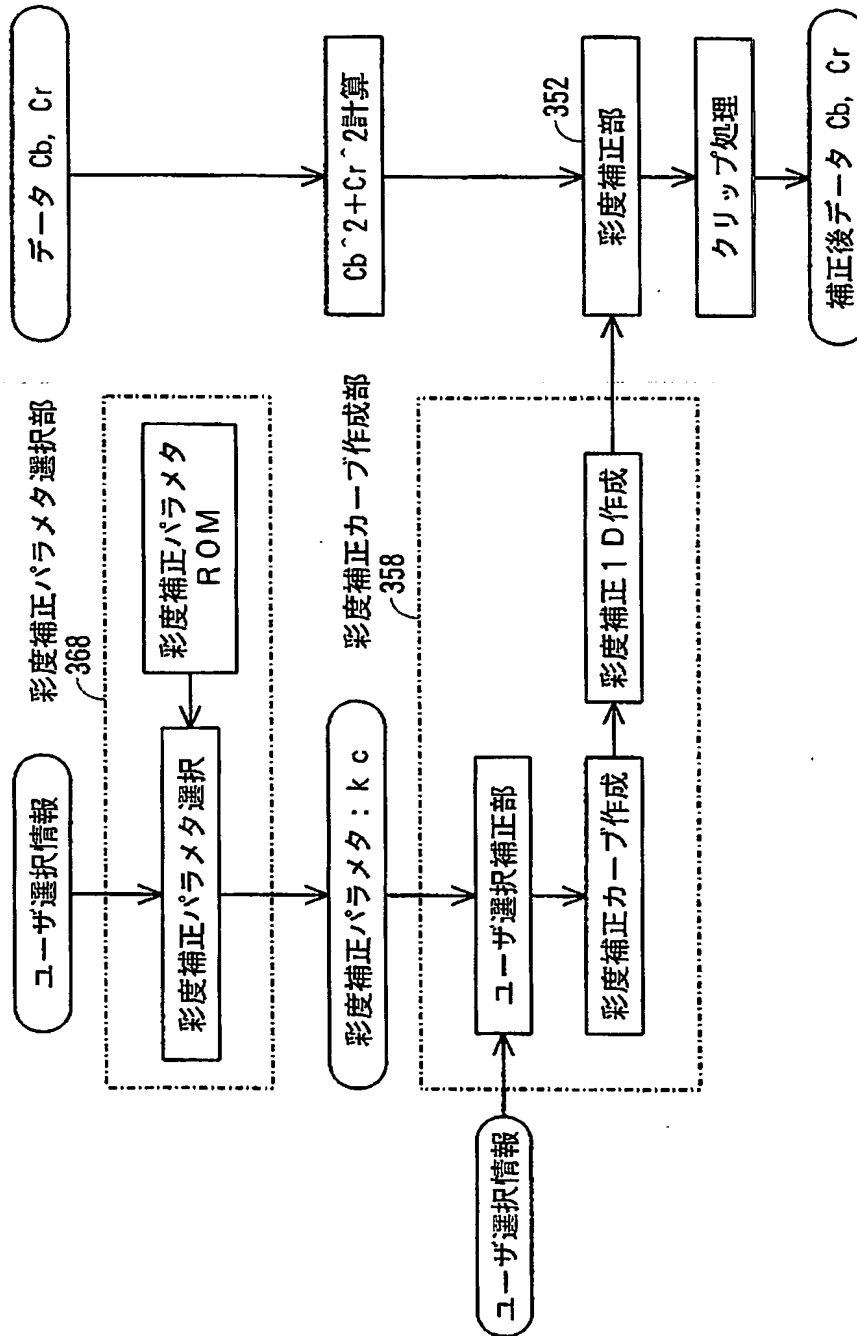 データ Cb, Cr
Cb^2+Cr^2計算
352
彩度補正部
クリップ処理
補正後データ Cb, Cr
彩度補正パラメタ選択部
368
ユーザ選択情報
彩度補正パラメタ
ROM
彩度補正パラメタ選択
彩度補正パラメタ:kc
彩度補正カーブ作成部
358
ユーザ選択情報
ユーザ選択補正部
彩度補正カーブ作成
彩度補正1D作成